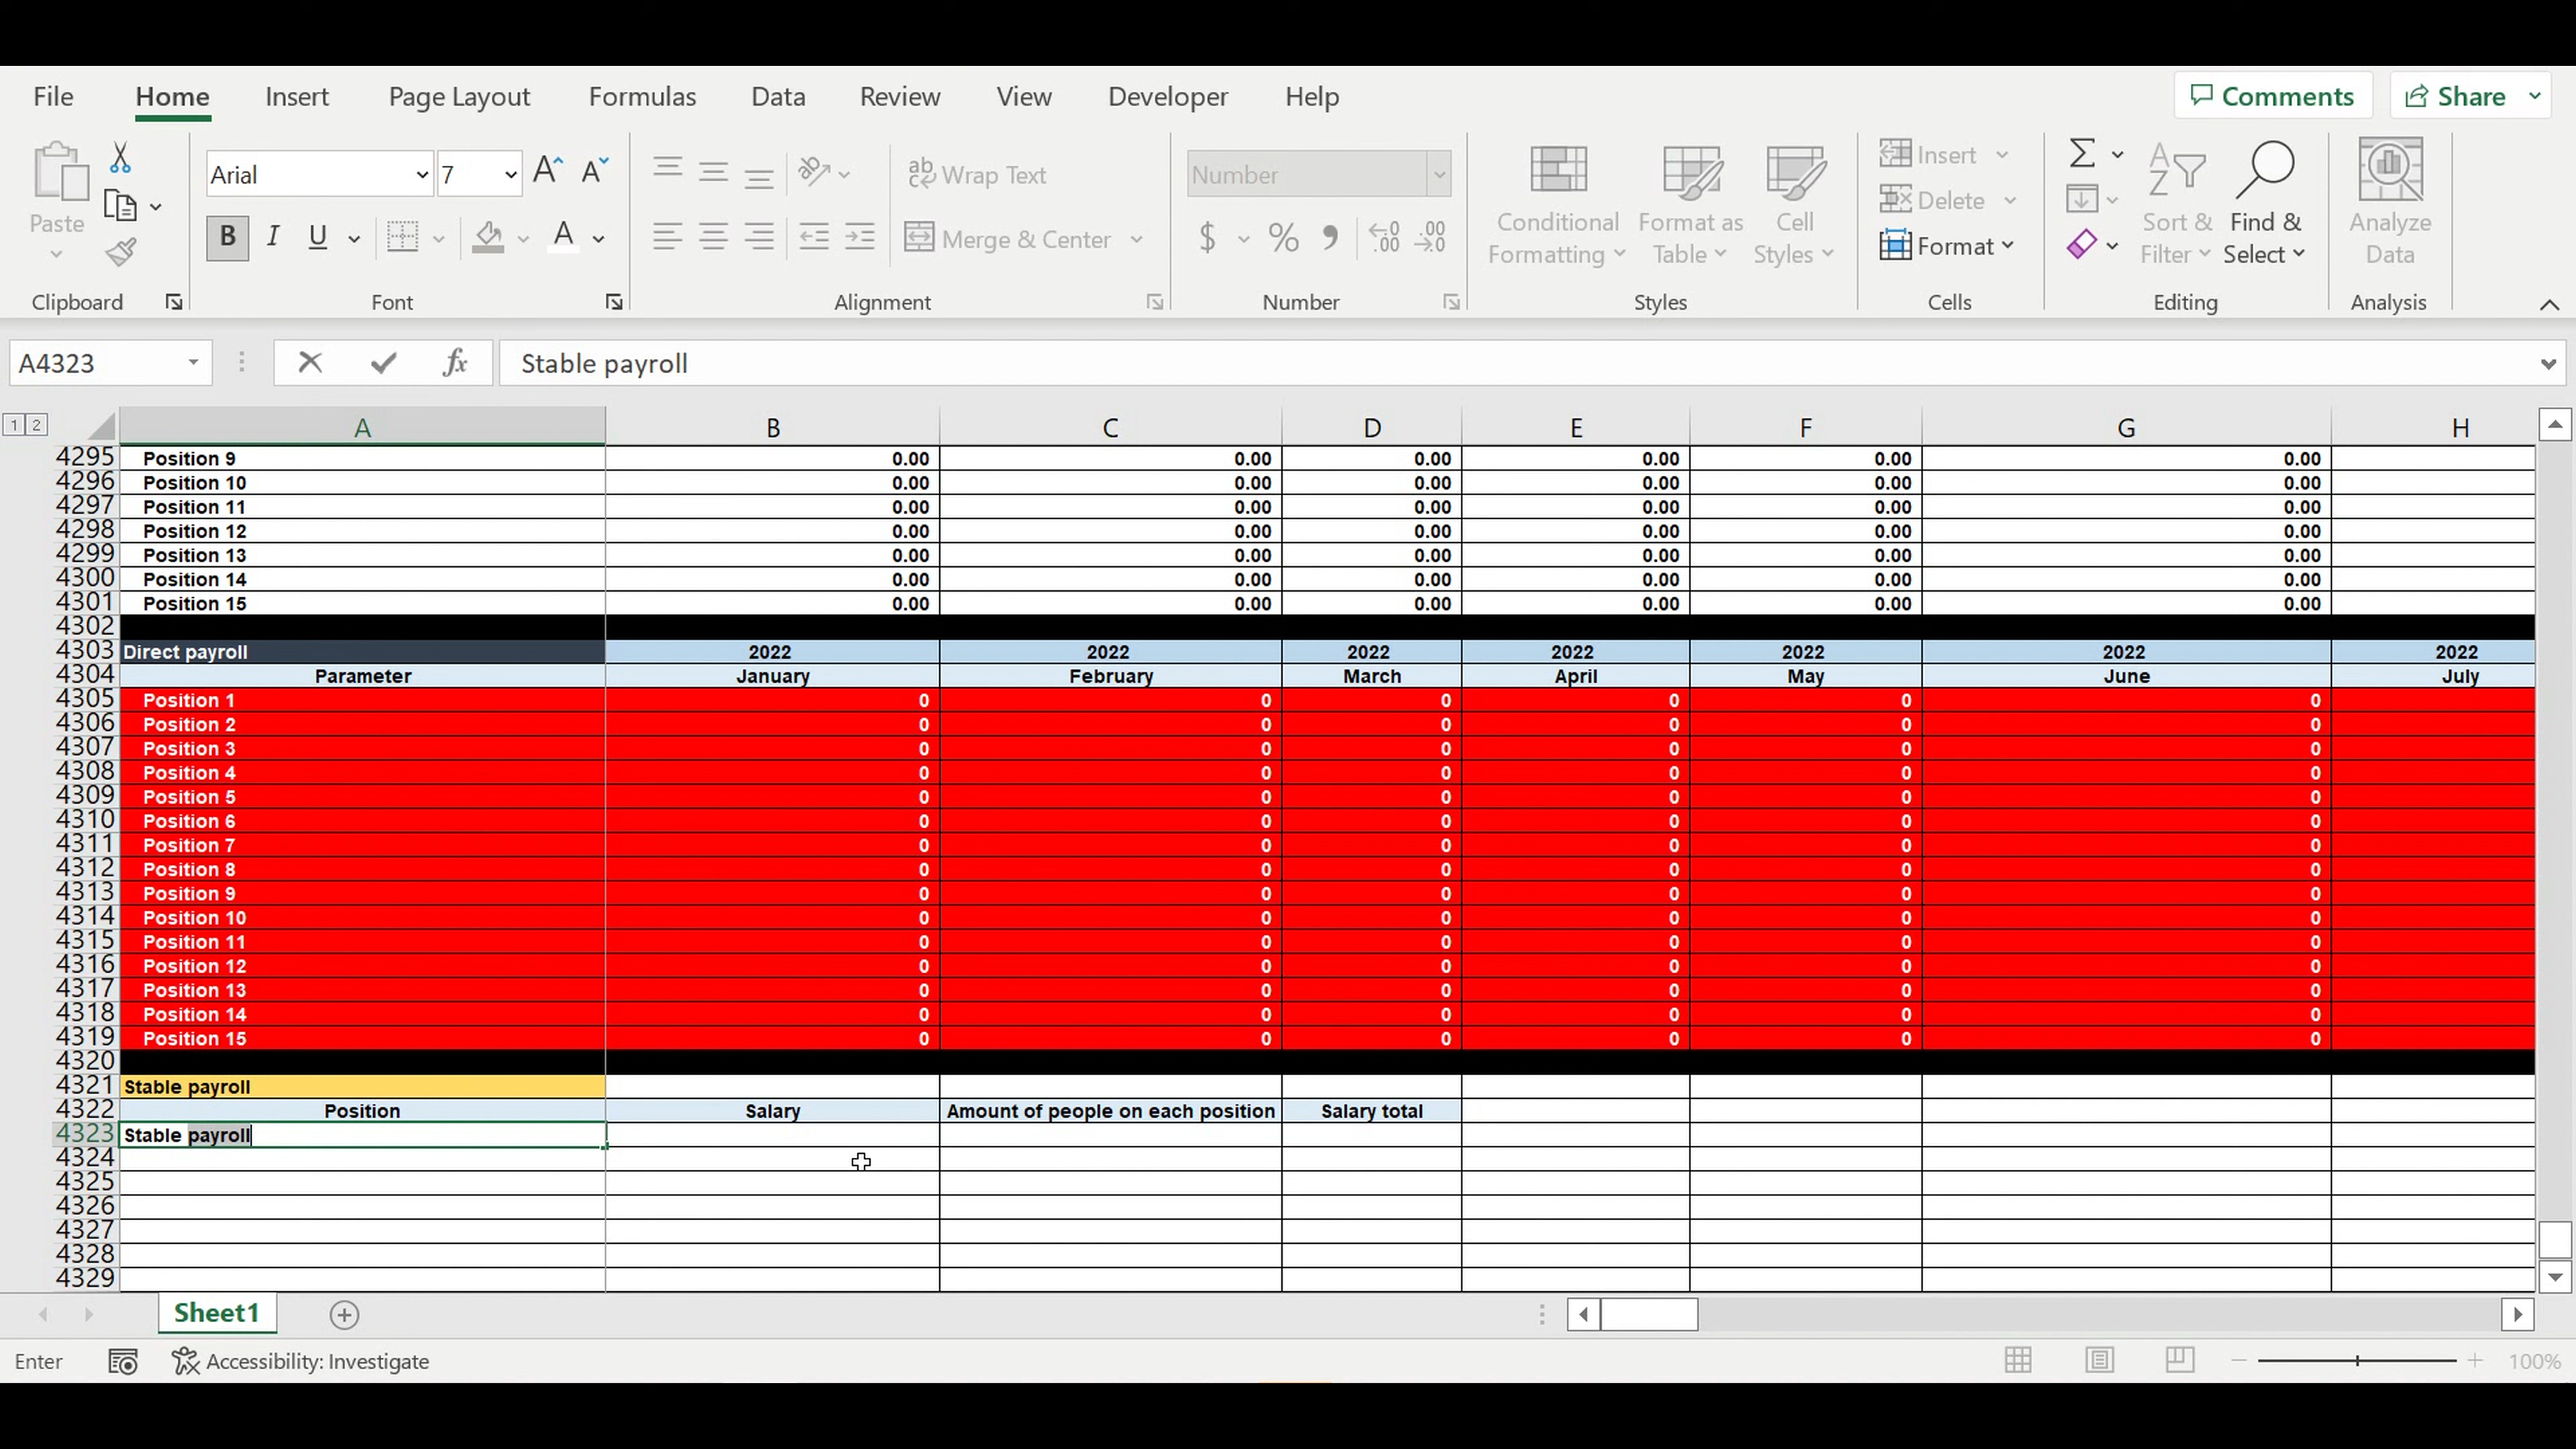 File Home Insert Page Layout Formulas Data Review View Developer Help Comments Share
Arial 7 A A ab c Wrap Text Number Insert Σ A Z
Paste B I U A Merge & Center $ % , ←0 .00 .00 →0 Conditional Formatting Format as Table Cell Styles Delete Format Sort & Filter Find & Select Analyze Data
Clipboard Font Alignment Number Styles Cells Editing Analysis
A4323 fx Stable payroll
1 2 A B C D E F G H
4295 Position 9 0.00 0.00 0.00 0.00 0.00 0.00
4296 Position 10 0.00 0.00 0.00 0.00 0.00 0.00
4297 Position 11 0.00 0.00 0.00 0.00 0.00 0.00
4298 Position 12 0.00 0.00 0.00 0.00 0.00 0.00
4299 Position 13 0.00 0.00 0.00 0.00 0.00 0.00
4300 Position 14 0.00 0.00 0.00 0.00 0.00 0.00
4301 Position 15 0.00 0.00 0.00 0.00 0.00 0.00
4302
4303 Direct payroll 2022 2022 2022 2022 2022 2022 2022
4304 Parameter January February March April May June July
4305 Position 1 0 0 0 0 0 0
4306 Position 2 0 0 0 0 0 0
4307 Position 3 0 0 0 0 0 0
4308 Position 4 0 0 0 0 0 0
4309 Position 5 0 0 0 0 0 0
4310 Position 6 0 0 0 0 0 0
4311 Position 7 0 0 0 0 0 0
4312 Position 8 0 0 0 0 0 0
4313 Position 9 0 0 0 0 0 0
4314 Position 10 0 0 0 0 0 0
4315 Position 11 0 0 0 0 0 0
4316 Position 12 0 0 0 0 0 0
4317 Position 13 0 0 0 0 0 0
4318 Position 14 0 0 0 0 0 0
4319 Position 15 0 0 0 0 0 0
4320
4321 Stable payroll
4322 Position Salary Amount of people on each position Salary total
4323 Stable payroll
4324
4325
4326
4327
4328
4329
Sheet1
Enter Accessibility: Investigate 100%